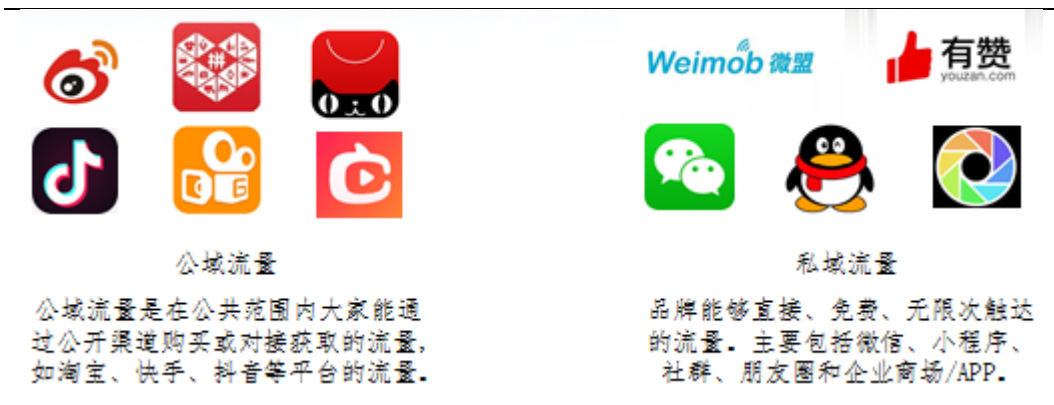 拼
Weimob 微盟
有赞
youzan.com
公域流量
公域流量是在公共范围内大家能通
过公开渠道购买或对接获取的流量,
如淘宝、快手、抖音等平台的流量。
私域流量
品牌能够直接、免费、无限次触达
的流量。主要包括微信、小程序、
社群、朋友圈和企业商场/APP。